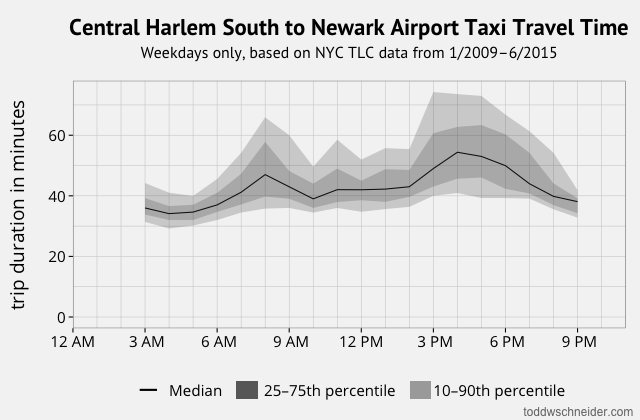 Central Harlem South to Newark Airport Taxi Travel Time
Weekdays only, based on NYC TLC data from 1/2009–6/2015
trip duration in minutes
60
40
20
0
12 AM 3 AM 6 AM 9 AM 12 PM 3 PM 6 PM 9 PM
Median 25–75th percentile 10–90th percentile
toddwschneider.com